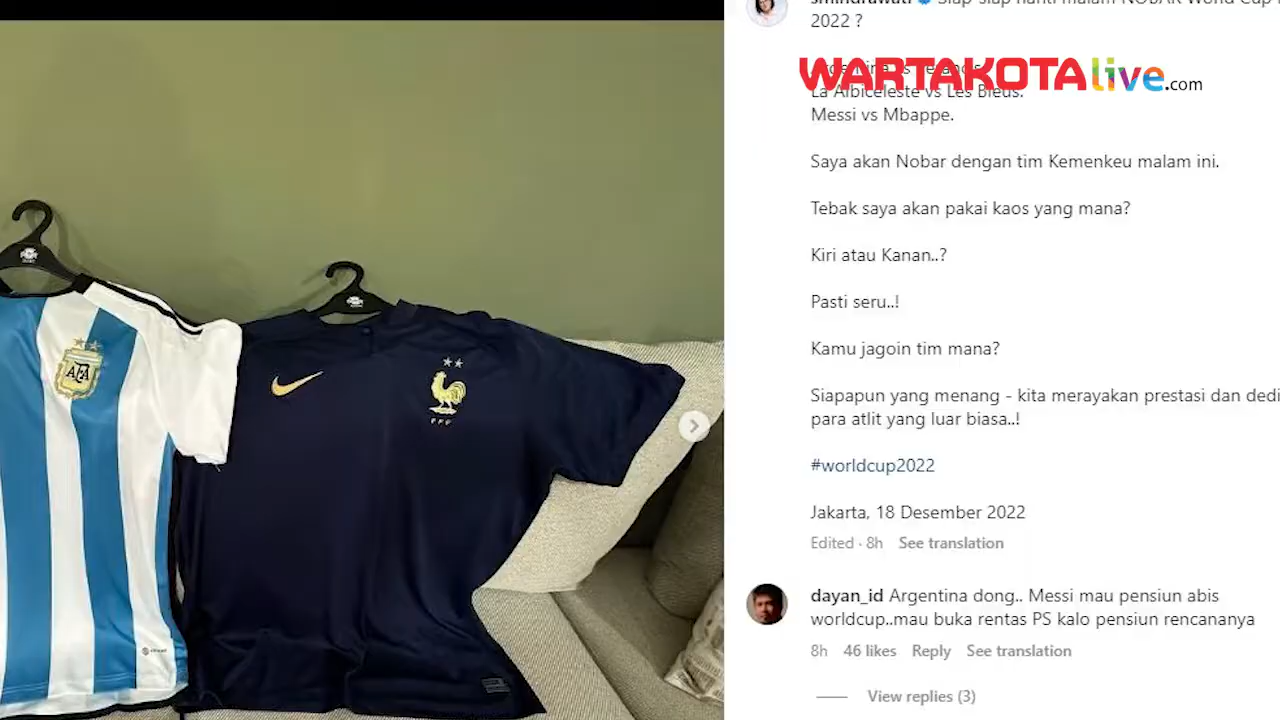 smindrawati Siap-siap nanti malam NOBAR World Cup
2022 ?
WARTAKOTAlive.com
La Albiceleste vs Les Bleus.
Messi vs Mbappe.
Saya akan Nobar dengan tim Kemenkeu malam ini.
Tebak saya akan pakai kaos yang mana?
Kiri atau Kanan..?
Pasti seru..!
Kamu jagoin tim mana?
Siapapun yang menang - kita merayakan prestasi dan dedi
para atlit yang luar biasa..!
#worldcup2022
Jakarta, 18 Desember 2022
Edited · 8h See translation
dayan_id Argentina dong.. Messi mau pensiun abis
worldcup..mau buka rentas PS kalo pensiun rencananya
8h 46 likes Reply See translation
View replies (3)
AFA
FFF